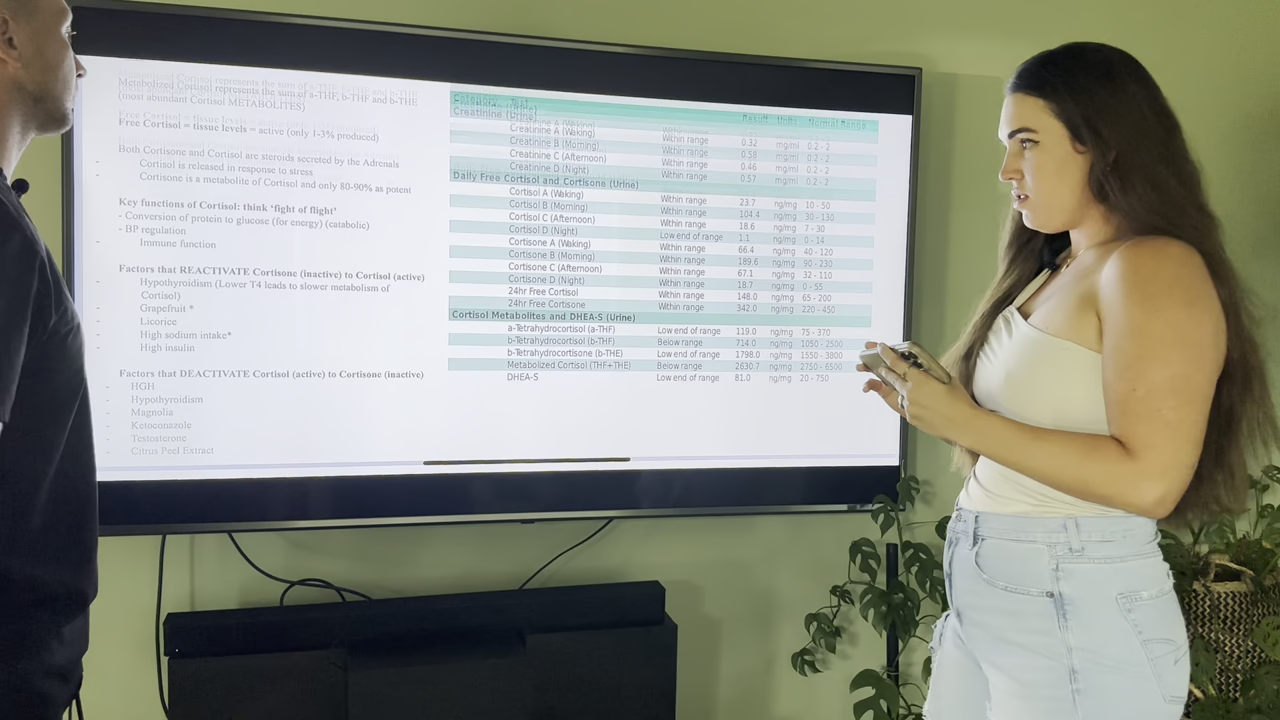 Metabolized Cortisol represents the sum of a-THF, b-THF and b-THE
(most abundant Cortisol METABOLITES)
Free Cortisol = tissue levels = active (only 1-3% produced)
Both Cortisone and Cortisol are steroids secreted by the Adrenals
- Cortisol is released in response to stress
- Cortisone is a metabolite of Cortisol and only 80-90% as potent
Key functions of Cortisol: think ‘fight of flight’
- Conversion of protein to glucose (for energy) (catabolic)
- BP regulation
- Immune function
Factors that REACTIVATE Cortisone (inactive) to Cortisol (active)
- Hypothyroidism (Lower T4 leads to slower metabolism of
Cortisol)
- Grapefruit *
- Licorice
- High sodium intake*
- High insulin
Factors that DEACTIVATE Cortisol (active) to Cortisone (inactive)
- HGH
- Hypothyroidism
- Magnolia
- Ketoconazole
- Testosterone
- Citrus Peel Extract
Category Test Result Units Normal Range
Creatinine (Urine)
Creatinine A (Waking) Within range 0.32 mg/ml 0.2 - 2
Creatinine B (Morning) Within range 0.58 mg/ml 0.2 - 2
Creatinine C (Afternoon) Within range 0.46 mg/ml 0.2 - 2
Creatinine D (Night) Within range 0.57 mg/ml 0.2 - 2
Daily Free Cortisol and Cortisone (Urine)
Cortisol A (Waking) Within range 23.7 ng/mg 10 - 50
Cortisol B (Morning) Within range 104.4 ng/mg 30 - 130
Cortisol C (Afternoon) Within range 18.6 ng/mg 7 - 30
Cortisol D (Night) Low end of range 1.1 ng/mg 0 - 14
Cortisone A (Waking) Within range 66.4 ng/mg 40 - 120
Cortisone B (Morning) Within range 189.6 ng/mg 90 - 230
Cortisone C (Afternoon) Within range 67.1 ng/mg 32 - 110
Cortisone D (Night) Within range 18.7 ng/mg 0 - 55
24hr Free Cortisol Within range 148.0 ng/mg 65 - 200
24hr Free Cortisone Within range 342.0 ng/mg 220 - 450
Cortisol Metabolites and DHEA-S (Urine)
a-Tetrahydrocortisol (a-THF) Low end of range 119.0 ng/mg 75 - 370
b-Tetrahydrocortisol (b-THF) Below range 714.0 ng/mg 1050 - 2500
b-Tetrahydrocortisone (b-THE) Low end of range 1798.0 ng/mg 1550 - 3800
Metabolized Cortisol (THF+THE) Below range 2630.7 ng/mg 2750 - 6500
DHEA-S Low end of range 81.0 ng/mg 20 - 750